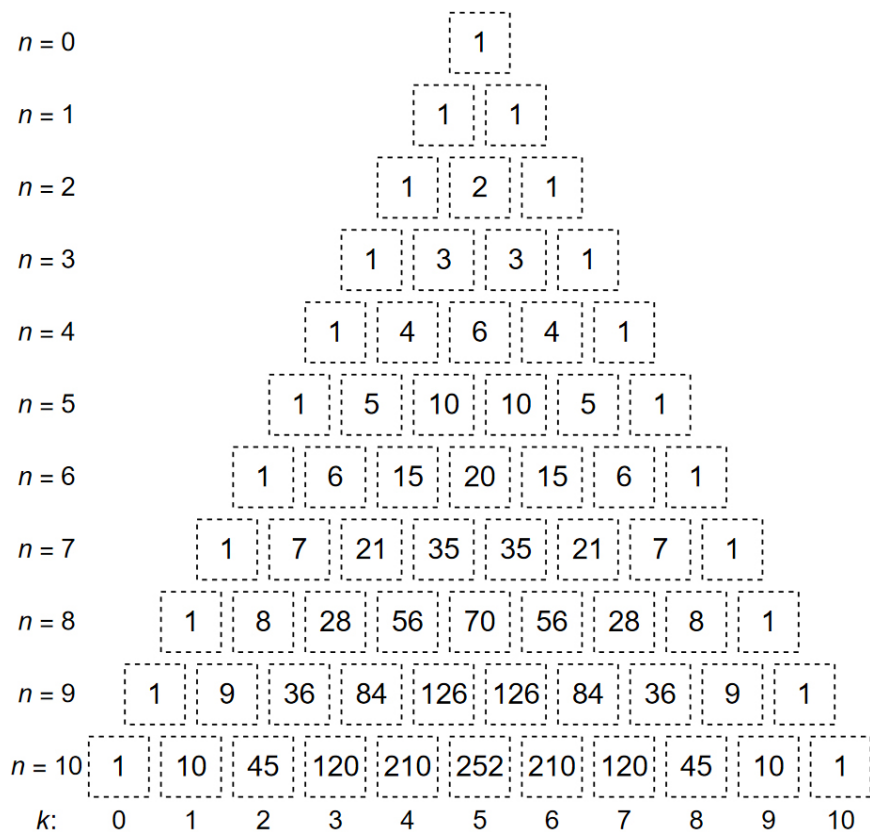 n = 0 1
n = 1 1 1
n = 2 1 2 1
n = 3 1 3 3 1
n = 4 1 4 6 4 1
n = 5 1 5 10 10 5 1
n = 6 1 6 15 20 15 6 1
n = 7 1 7 21 35 35 21 7 1
n = 8 1 8 28 56 70 56 28 8 1
n = 9 1 9 36 84 126 126 84 36 9 1
n = 10 1 10 45 120 210 252 210 120 45 10 1
k: 0 1 2 3 4 5 6 7 8 9 10